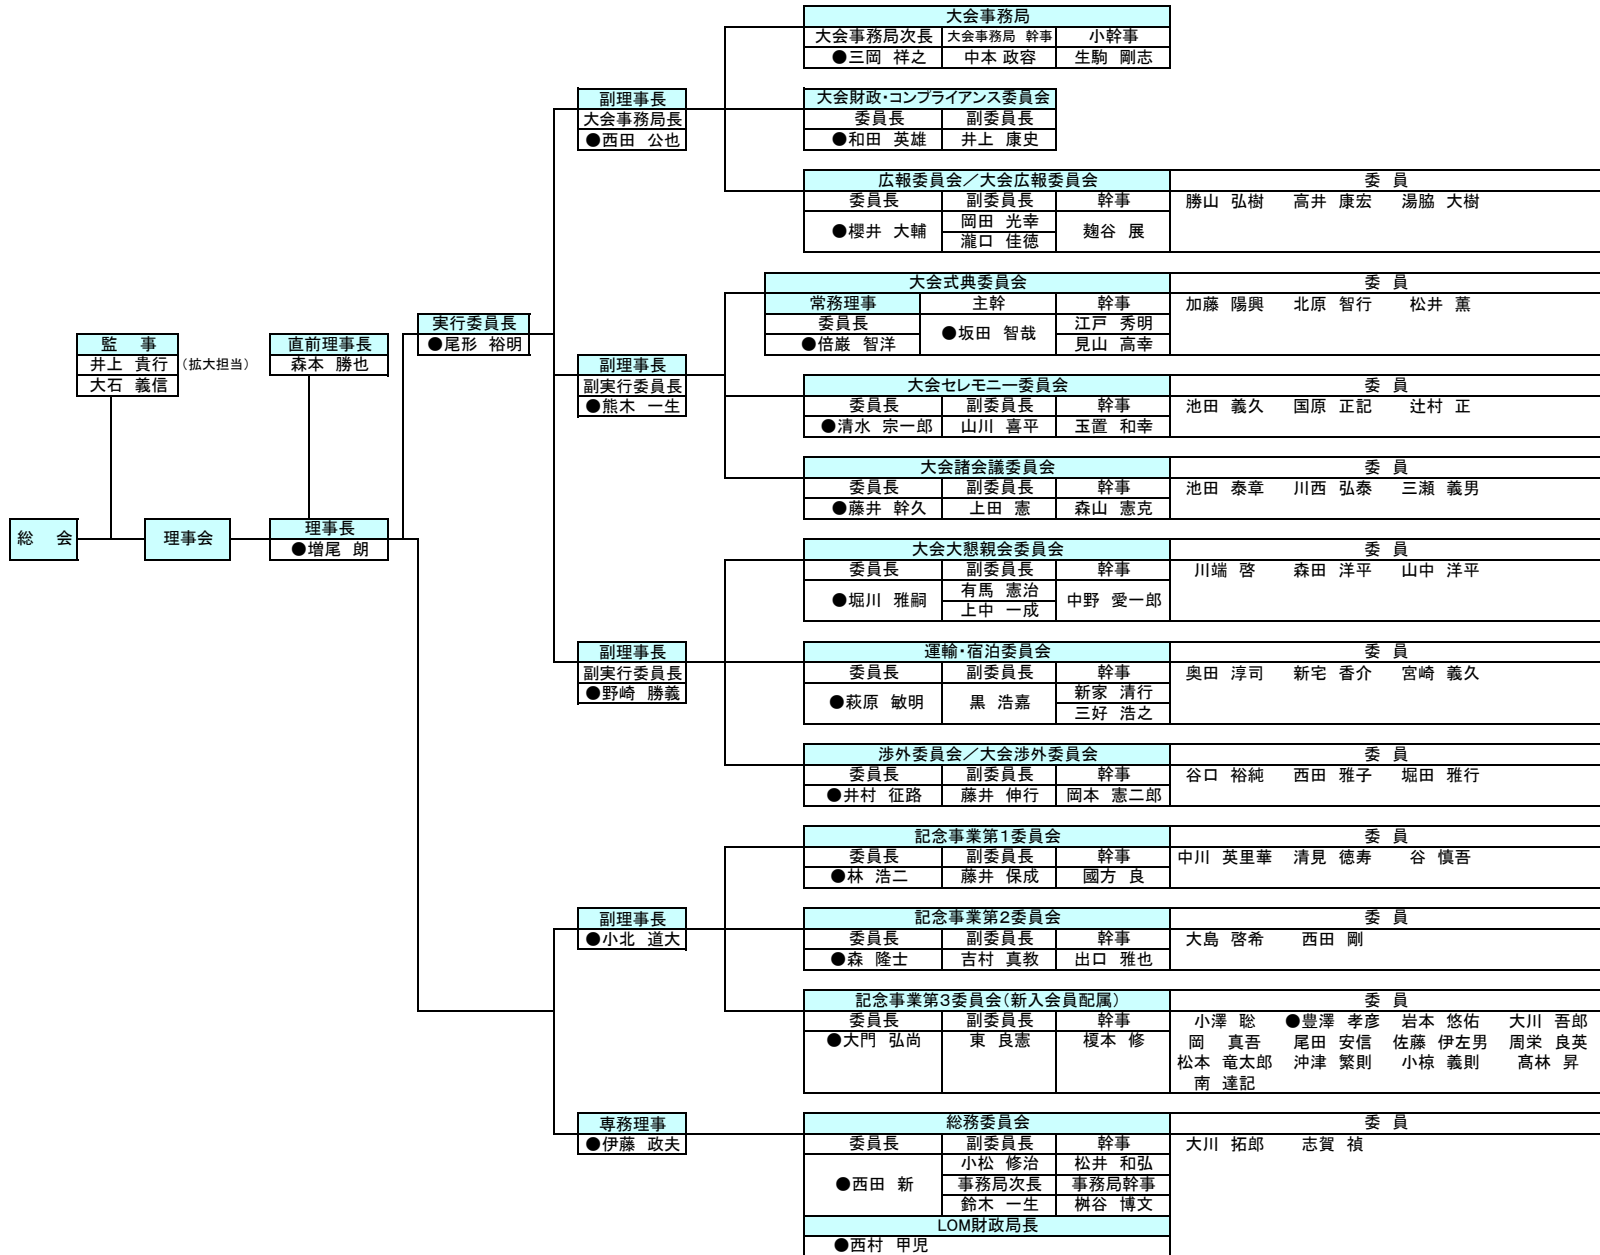 大会事務局
大会事務局次長 大会事務局 幹事 小幹事
●三岡 祥之 中本 政容 生駒 剛志
副理事長
大会事務局長
●西田 公也
大会財政・コンプライアンス委員会
委員長 副委員長
●和田 英雄 井上 康史
広報委員会／大会広報委員会 委 員
委員長 副委員長 幹事 勝山 弘樹 高井 康宏 湯脇 大樹
●櫻井 大輔 岡田 光幸 麹谷 展
瀧口 佳徳
大会式典委員会 委 員
常務理事 主幹 幹事 加藤 陽興 北原 智行 松井 薫
委員長 ●坂田 智哉 江戸 秀明
●倍巌 智洋 見山 高幸
実行委員長
●尾形 裕明
監 事
井上 貴行 （拡大担当）
大石 義信
直前理事長
森本 勝也
副理事長
副実行委員長
●熊木 一生
大会セレモニー委員会 委 員
委員長 副委員長 幹事 池田 義久 国原 正記 辻村 正
●清水 宗一郎 山川 喜平 玉置 和幸
大会諸会議委員会 委 員
委員長 副委員長 幹事 池田 泰章 川西 弘泰 三瀬 義男
●藤井 幹久 上田 憲 森山 憲克
総 会
理事会
理事長
●増尾 朗
大会大懇親会委員会 委 員
委員長 副委員長 幹事 川端 啓 森田 洋平 山中 洋平
●堀川 雅嗣 有馬 憲治 中野 愛一郎
上中 一成
副理事長
副実行委員長
●野崎 勝義
運輸・宿泊委員会 委 員
委員長 副委員長 幹事 奥田 淳司 新宅 香介 宮崎 義久
●萩原 敏明 黒 浩嘉 新家 清行
三好 浩之
渉外委員会／大会渉外委員会 委 員
委員長 副委員長 幹事 谷口 裕純 西田 雅子 堀田 雅行
●井村 征路 藤井 伸行 岡本 憲二郎
記念事業第1委員会 委 員
委員長 副委員長 幹事 中川 英里華 清見 徳寿 谷 慎吾
●林 浩二 藤井 保成 國方 良
副理事長
●小北 道大
記念事業第2委員会 委 員
委員長 副委員長 幹事 大島 啓希 西田 剛
●森 隆士 吉村 真教 出口 雅也
記念事業第3委員会（新入会員配属） 委 員
委員長 副委員長 幹事 小澤 聡 ●豊澤 孝彦 岩本 悠佑 大川 吾郎
●大門 弘尚 東 良憲 榎本 修 岡 真吾 尾田 安信 佐藤 伊左男 周栄 良英
松本 竜太郎 沖津 繁則 小椋 義則 髙林 昇
南 達記
専務理事
●伊藤 政夫
総務委員会 委 員
委員長 副委員長 幹事 大川 拓郎 志賀 禎
●西田 新 小松 修治 松井 和弘
事務局次長 事務局幹事
鈴木 一生 桝谷 博文
LOM財政局長
●西村 甲児